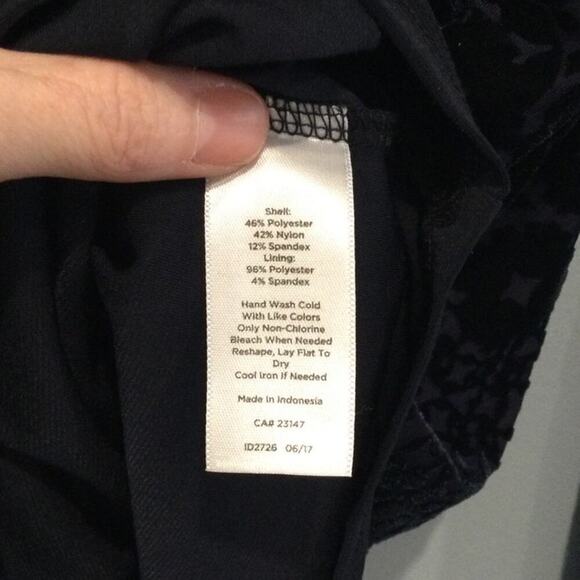 Shell:
46% Polyester
42% Nylon
12% Spandex
Lining:
96% Polyester
4% Spandex
Hand Wash Cold
With Like Colors
Only Non-Chlorine
Bleach When Needed
Reshape, Lay Flat To
Dry
Cool Iron If Needed
Made In Indonesia
CA# 23147
ID2726 06/17